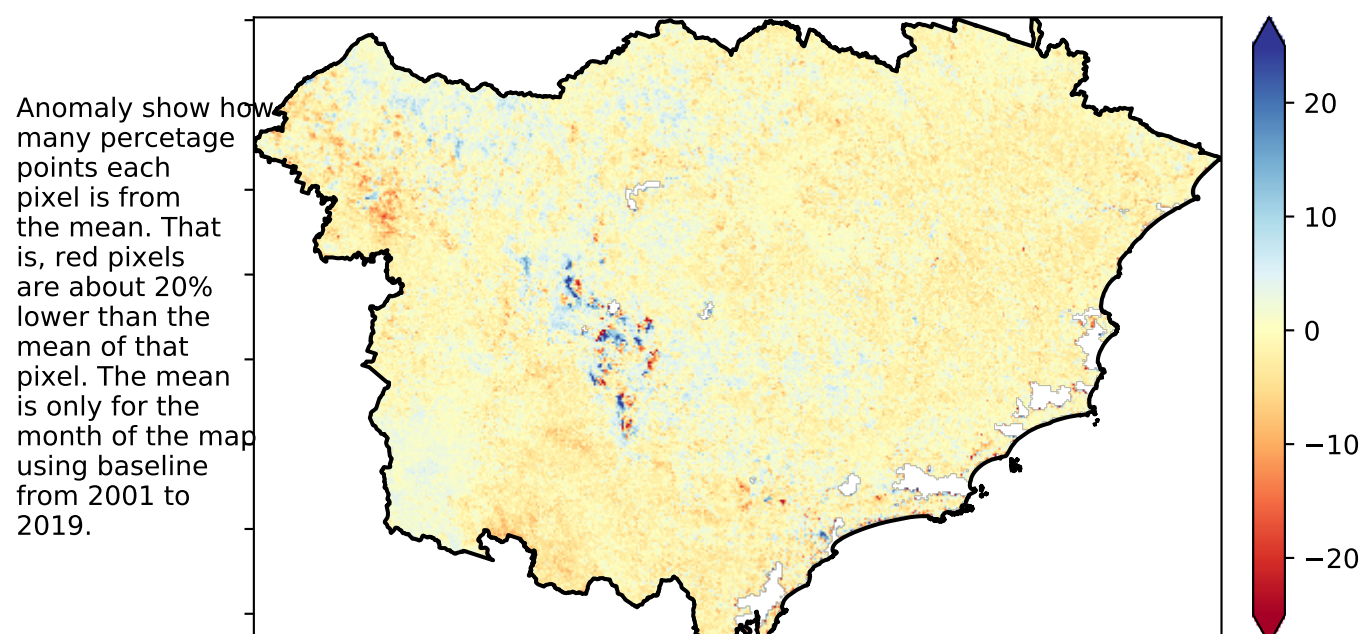 Anomaly show how
many percetage
points each
pixel is from
the mean. That
is, red pixels
are about 20%
lower than the
mean of that
pixel. The mean
is only for the
month of the map
using baseline
from 2001 to
2019.
20
10
0
−10
−20